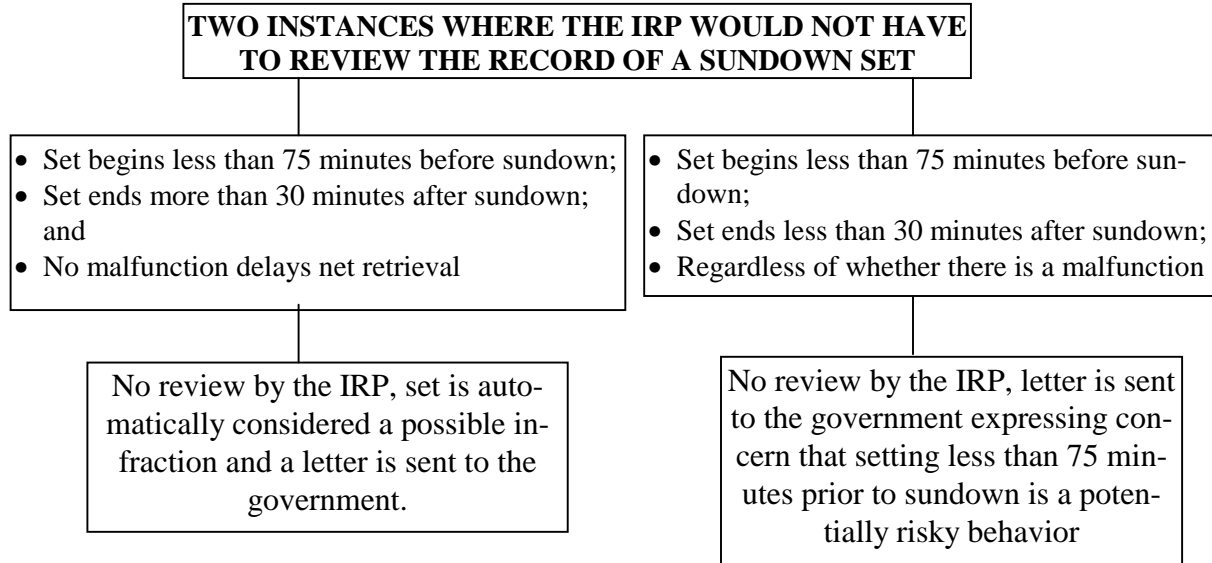 TWO INSTANCES WHERE THE IRP WOULD NOT HAVE
TO REVIEW THE RECORD OF A SUNDOWN SET
• Set begins less than 75 minutes before sundown;
• Set ends more than 30 minutes after sundown;
and
• No malfunction delays net retrieval
• Set begins less than 75 minutes before sun-
down;
• Set ends less than 30 minutes after sundown;
• Regardless of whether there is a malfunction
No review by the IRP, set is auto-
matically considered a possible in-
fraction and a letter is sent to the
government.
No review by the IRP, letter is sent
to the government expressing con-
cern that setting less than 75 min-
utes prior to sundown is a poten-
tially risky behavior